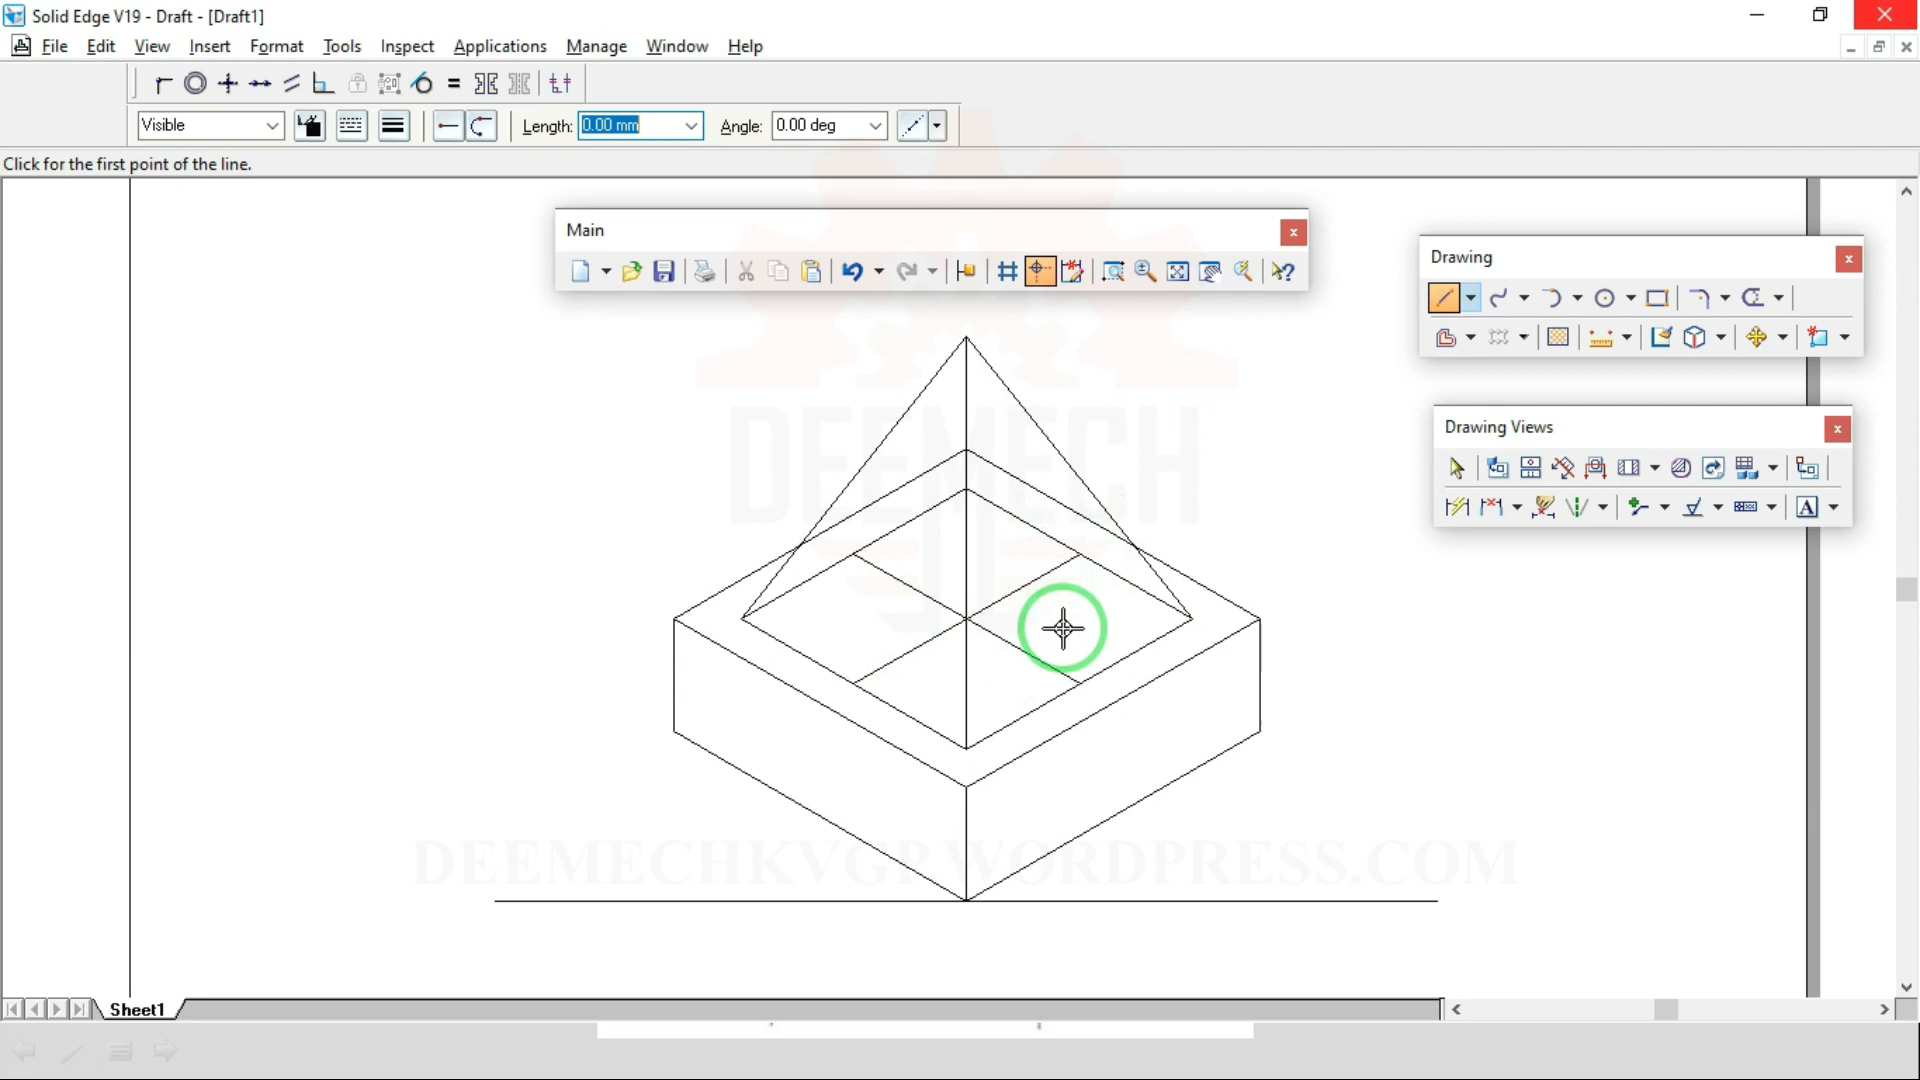 Solid Edge V19 - Draft - [Draft1]
File Edit View Insert Format Tools Inspect Applications Manage Window Help
Visible Length: 0.00 mm Angle: 0.00 deg
Click for the first point of the line.
Main
Drawing
Drawing Views
A
DEEMECH
DEEMECHKVGP.WORDPRESS.COM
Sheet1